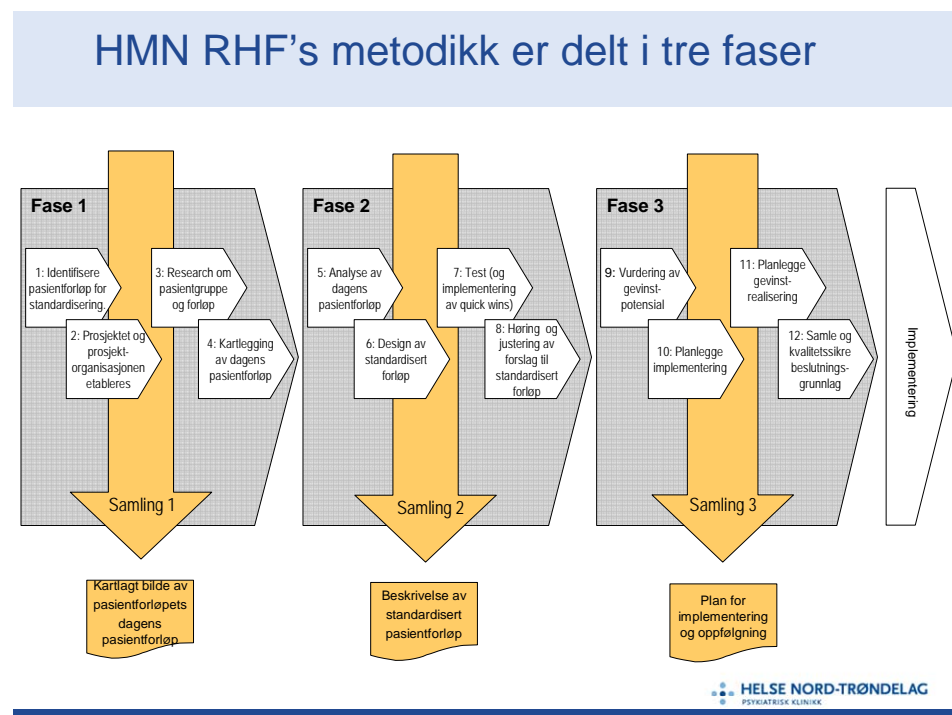 HMN RHF's metodikk er delt i tre faser
Fase 1
1: Identifisere
pasientforløp for
standardisering.
2: Prosjektet og
prosjekt-
organisasjonen
etableres
3: Research om
pasientgruppe
og forløp
4: Kartlegging
av dagens
pasientforløp
Samling 1
Kartlagt bilde av
pasientforløpets
dagens
pasientforløp
Fase 2
5: Analyse av
dagens
pasientforløp
6: Design av
standardisert
forløp
7: Test (og
implementering
av quick wins)
8: Høring og
justering av
forslag til
standardisert
forløp
Samling 2
Beskrivelse av
standardisert
pasientforløp
Fase 3
9: Vurdering av
gevinst-
potensial
10: Planlegge
implementering
11: Planlegge
gevinst-
realisering
12: Samle og
kvalitetssikre
beslutnings-
grunnlag
Samling 3
Plan for
implementering
og oppfølgning
Implementering
HELSE NORD-TRØNDELAG
PSYKIATRISK KLINIKK